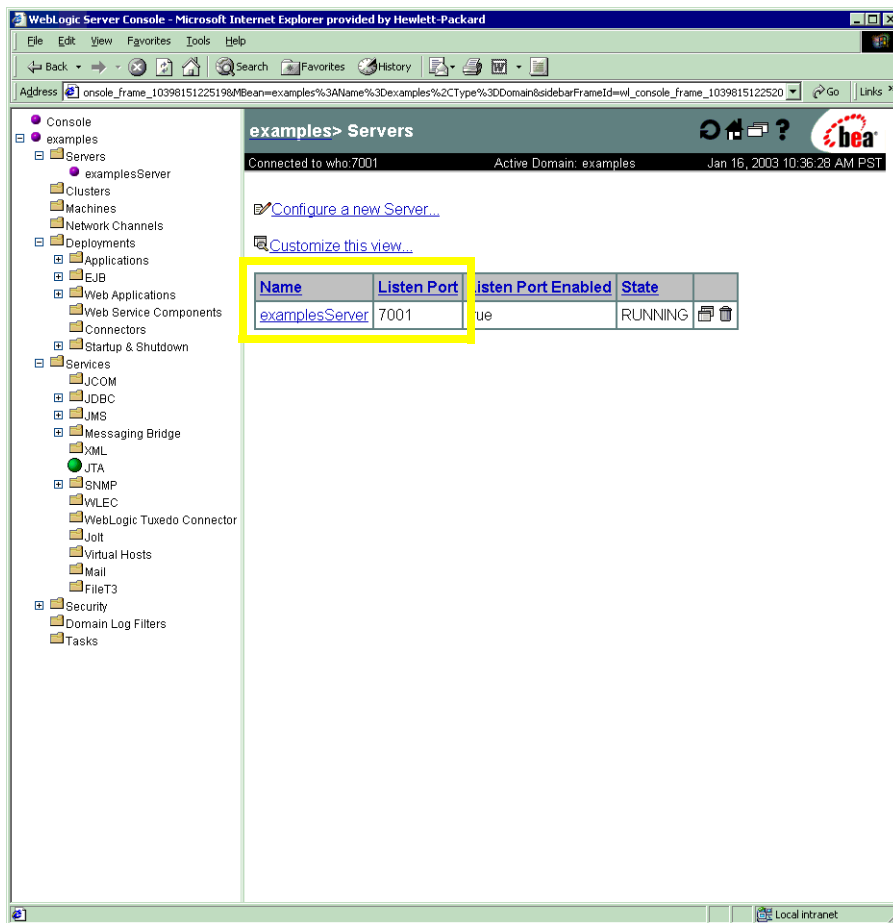 WebLogic Server Console - Microsoft Internet Explorer provided by Hewlett-Packard
File Edit View Favorites Tools Help
Back Search Favorites History
Address onsole_frame_1039815122519&MBean=examples%3AName%3Dexamples%2CType%3DDomain&sidebarFrameId=wl_console_frame_1039815122520 Go Links »
Console
examples
Servers
examplesServer
Clusters
Machines
Network Channels
Deployments
Applications
EJB
Web Applications
Web Service Components
Connectors
Startup & Shutdown
Services
JCOM
JDBC
JMS
Messaging Bridge
XML
JTA
SNMP
WLEC
WebLogic Tuxedo Connector
Jolt
Virtual Hosts
Mail
FileT3
Security
Domain Log Filters
Tasks
examples> Servers
bea
Connected to who:7001 Active Domain: examples Jan 16, 2003 10:36:28 AM PST
Configure a new Server...
Customize this view...
Name Listen Port Listen Port Enabled State
examplesServer 7001 rue RUNNING
Local intranet